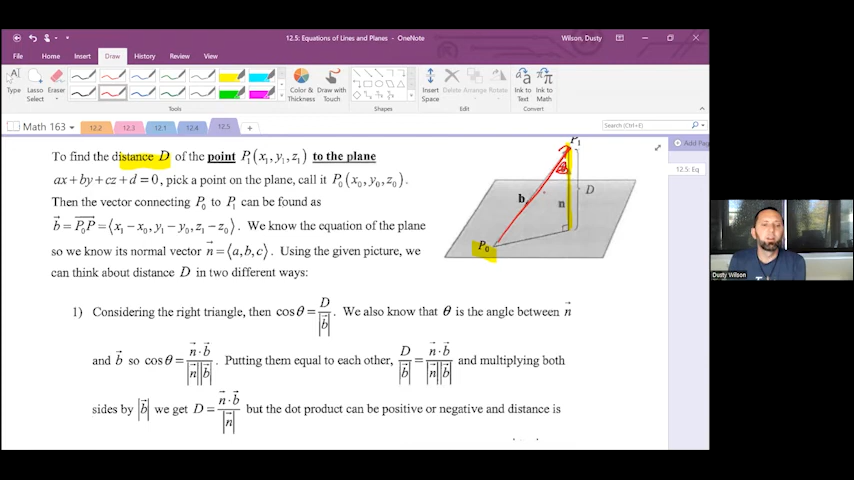 12.5: Equations of Lines and Planes - OneNote
Wilson, Dusty
File Home Insert Draw History Review View
Type
Lasso Select
Eraser
Color & Thickness
Draw with Touch
Insert Space
Delete Arrange Rotate
Ink to Text
Ink to Math
Tools Shapes Edit Convert
Math 163
12.2 12.3 12.1 12.4 12.5 +
Search (Ctrl+E)
Add Page
12.5: Eq
To find the distance D of the point P₁(x₁, y₁, z₁) to the plane
ax+by+cz+d=0, pick a point on the plane, call it P₀(x₀, y₀, z₀).
Then the vector connecting P₀ to P₁ can be found as
b⃗ = P₀P⃗ = ⟨x₁−x₀, y₁−y₀, z₁−z₀⟩. We know the equation of the plane
so we know its normal vector n⃗ = ⟨a,b,c⟩. Using the given picture, we
can think about distance D in two different ways:
P₁
b
n
D
P₀
1) Considering the right triangle, then cosθ = D/|b⃗|. We also know that θ is the angle between n⃗
and b⃗ so cosθ = n⃗·b⃗/|n⃗||b⃗|. Putting them equal to each other, D/|b⃗| = n⃗·b⃗/|n⃗||b⃗| and multiplying both
sides by |b⃗| we get D = n⃗·b⃗/|n⃗| but the dot product can be positive or negative and distance is
Dusty Wilson